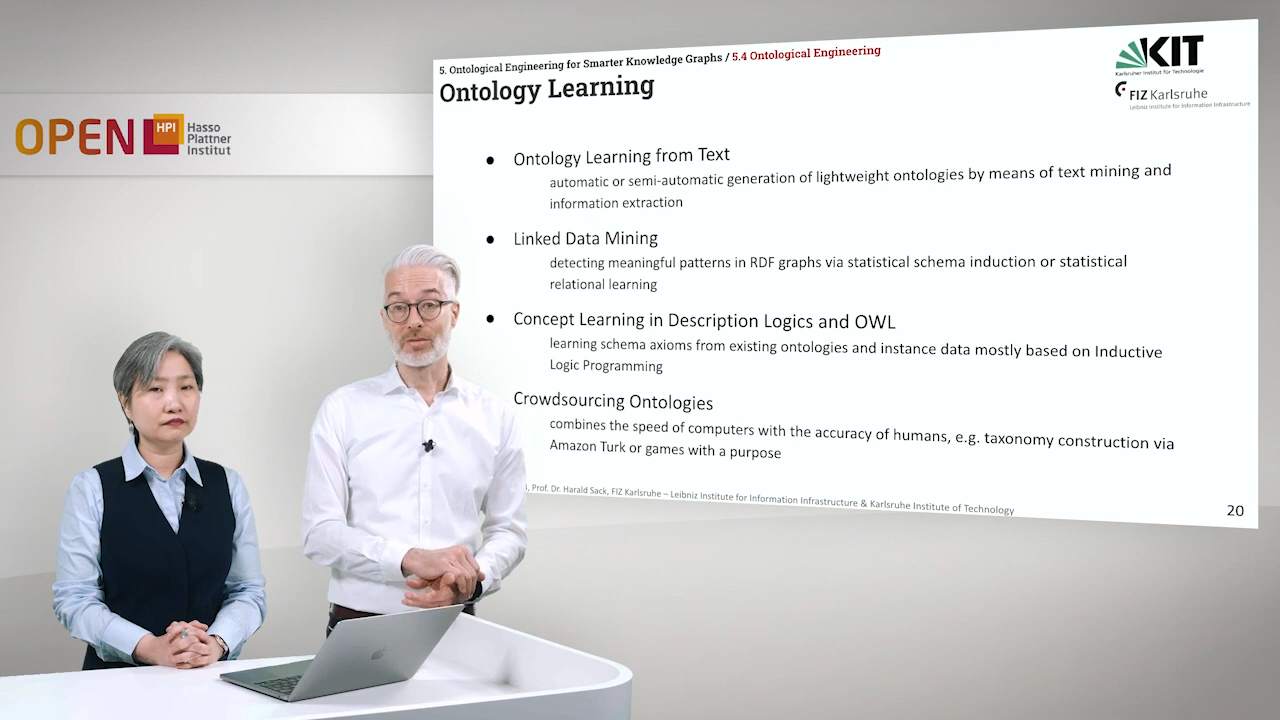 OPEN HPI Hasso Plattner Institut
5. Ontological Engineering for Smarter Knowledge Graphs / 5.4 Ontological Engineering
Ontology Learning
KIT
Karlsruher Institut für Technologie
FIZ Karlsruhe
Leibniz Institute for Information Infrastructure
● Ontology Learning from Text
automatic or semi-automatic generation of lightweight ontologies by means of text mining and
information extraction
● Linked Data Mining
detecting meaningful patterns in RDF graphs via statistical schema induction or statistical
relational learning
● Concept Learning in Description Logics and OWL
learning schema axioms from existing ontologies and instance data mostly based on Inductive
Logic Programming
Crowdsourcing Ontologies
combines the speed of computers with the accuracy of humans, e.g. taxonomy construction via
Amazon Turk or games with a purpose
, Prof. Dr. Harald Sack, FIZ Karlsruhe – Leibniz Institute for Information Infrastructure & Karlsruhe Institute of Technology
20